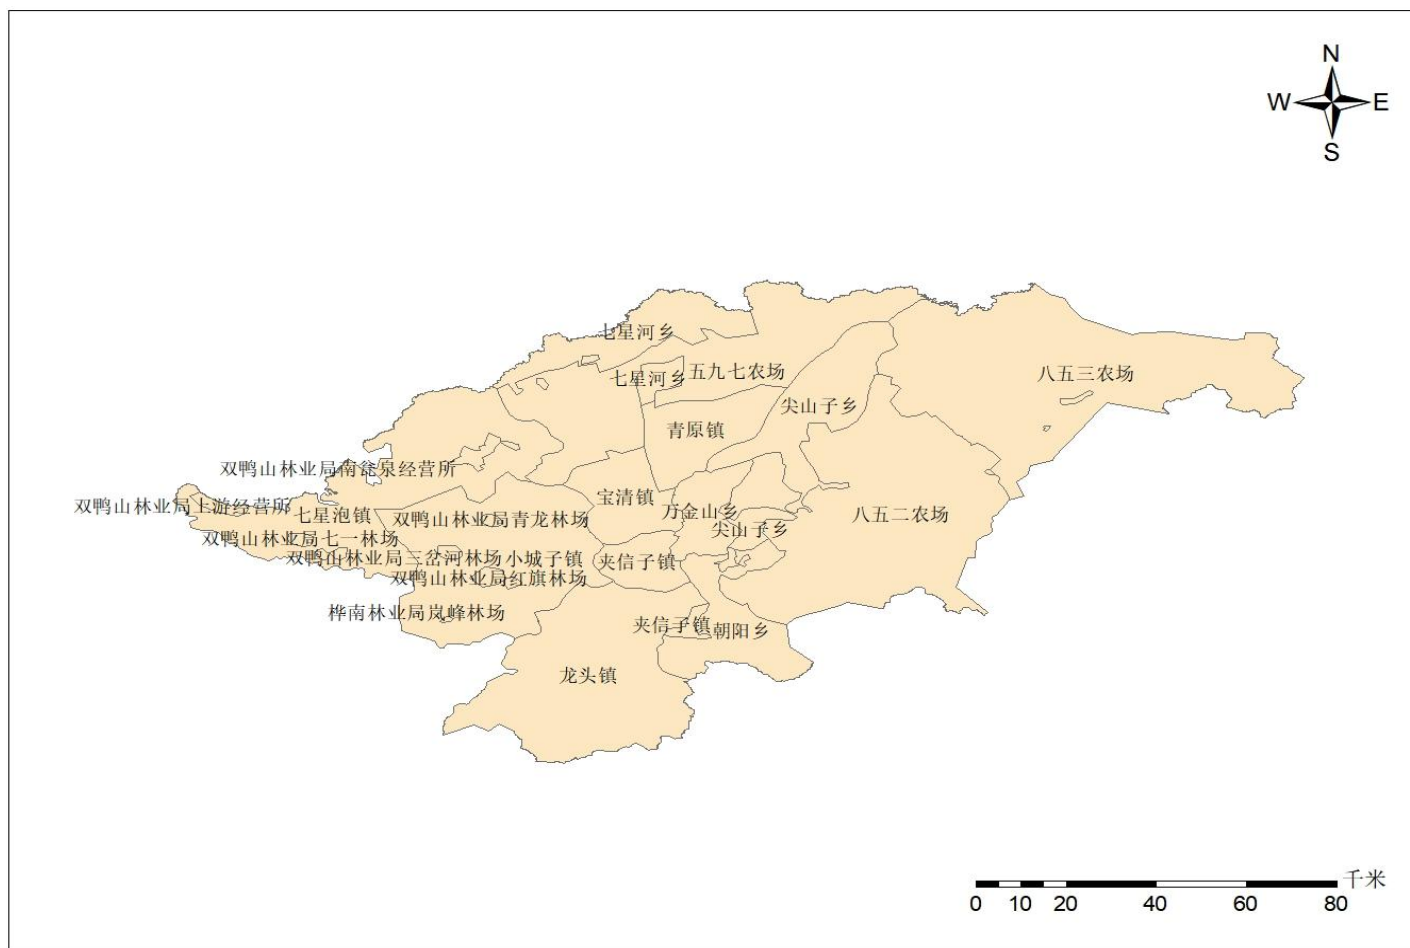 N
W E
S
七星河乡
七星河乡
五九七农场
八五三农场
尖山子乡
青原镇
双鸭山林业局南瓮泉经营所
宝清镇
双鸭山林业局上游经营所
七星泡镇
双鸭山林业局青龙林场
万金山乡
八五二农场
尖山子乡
双鸭山林业局七一林场
双鸭山林业局三岔河林场
小城子镇
夹信子镇
双鸭山林业局红旗林场
桦南林业局岚峰林场
夹信子镇
朝阳乡
龙头镇
千米
0 10 20 40 60 80